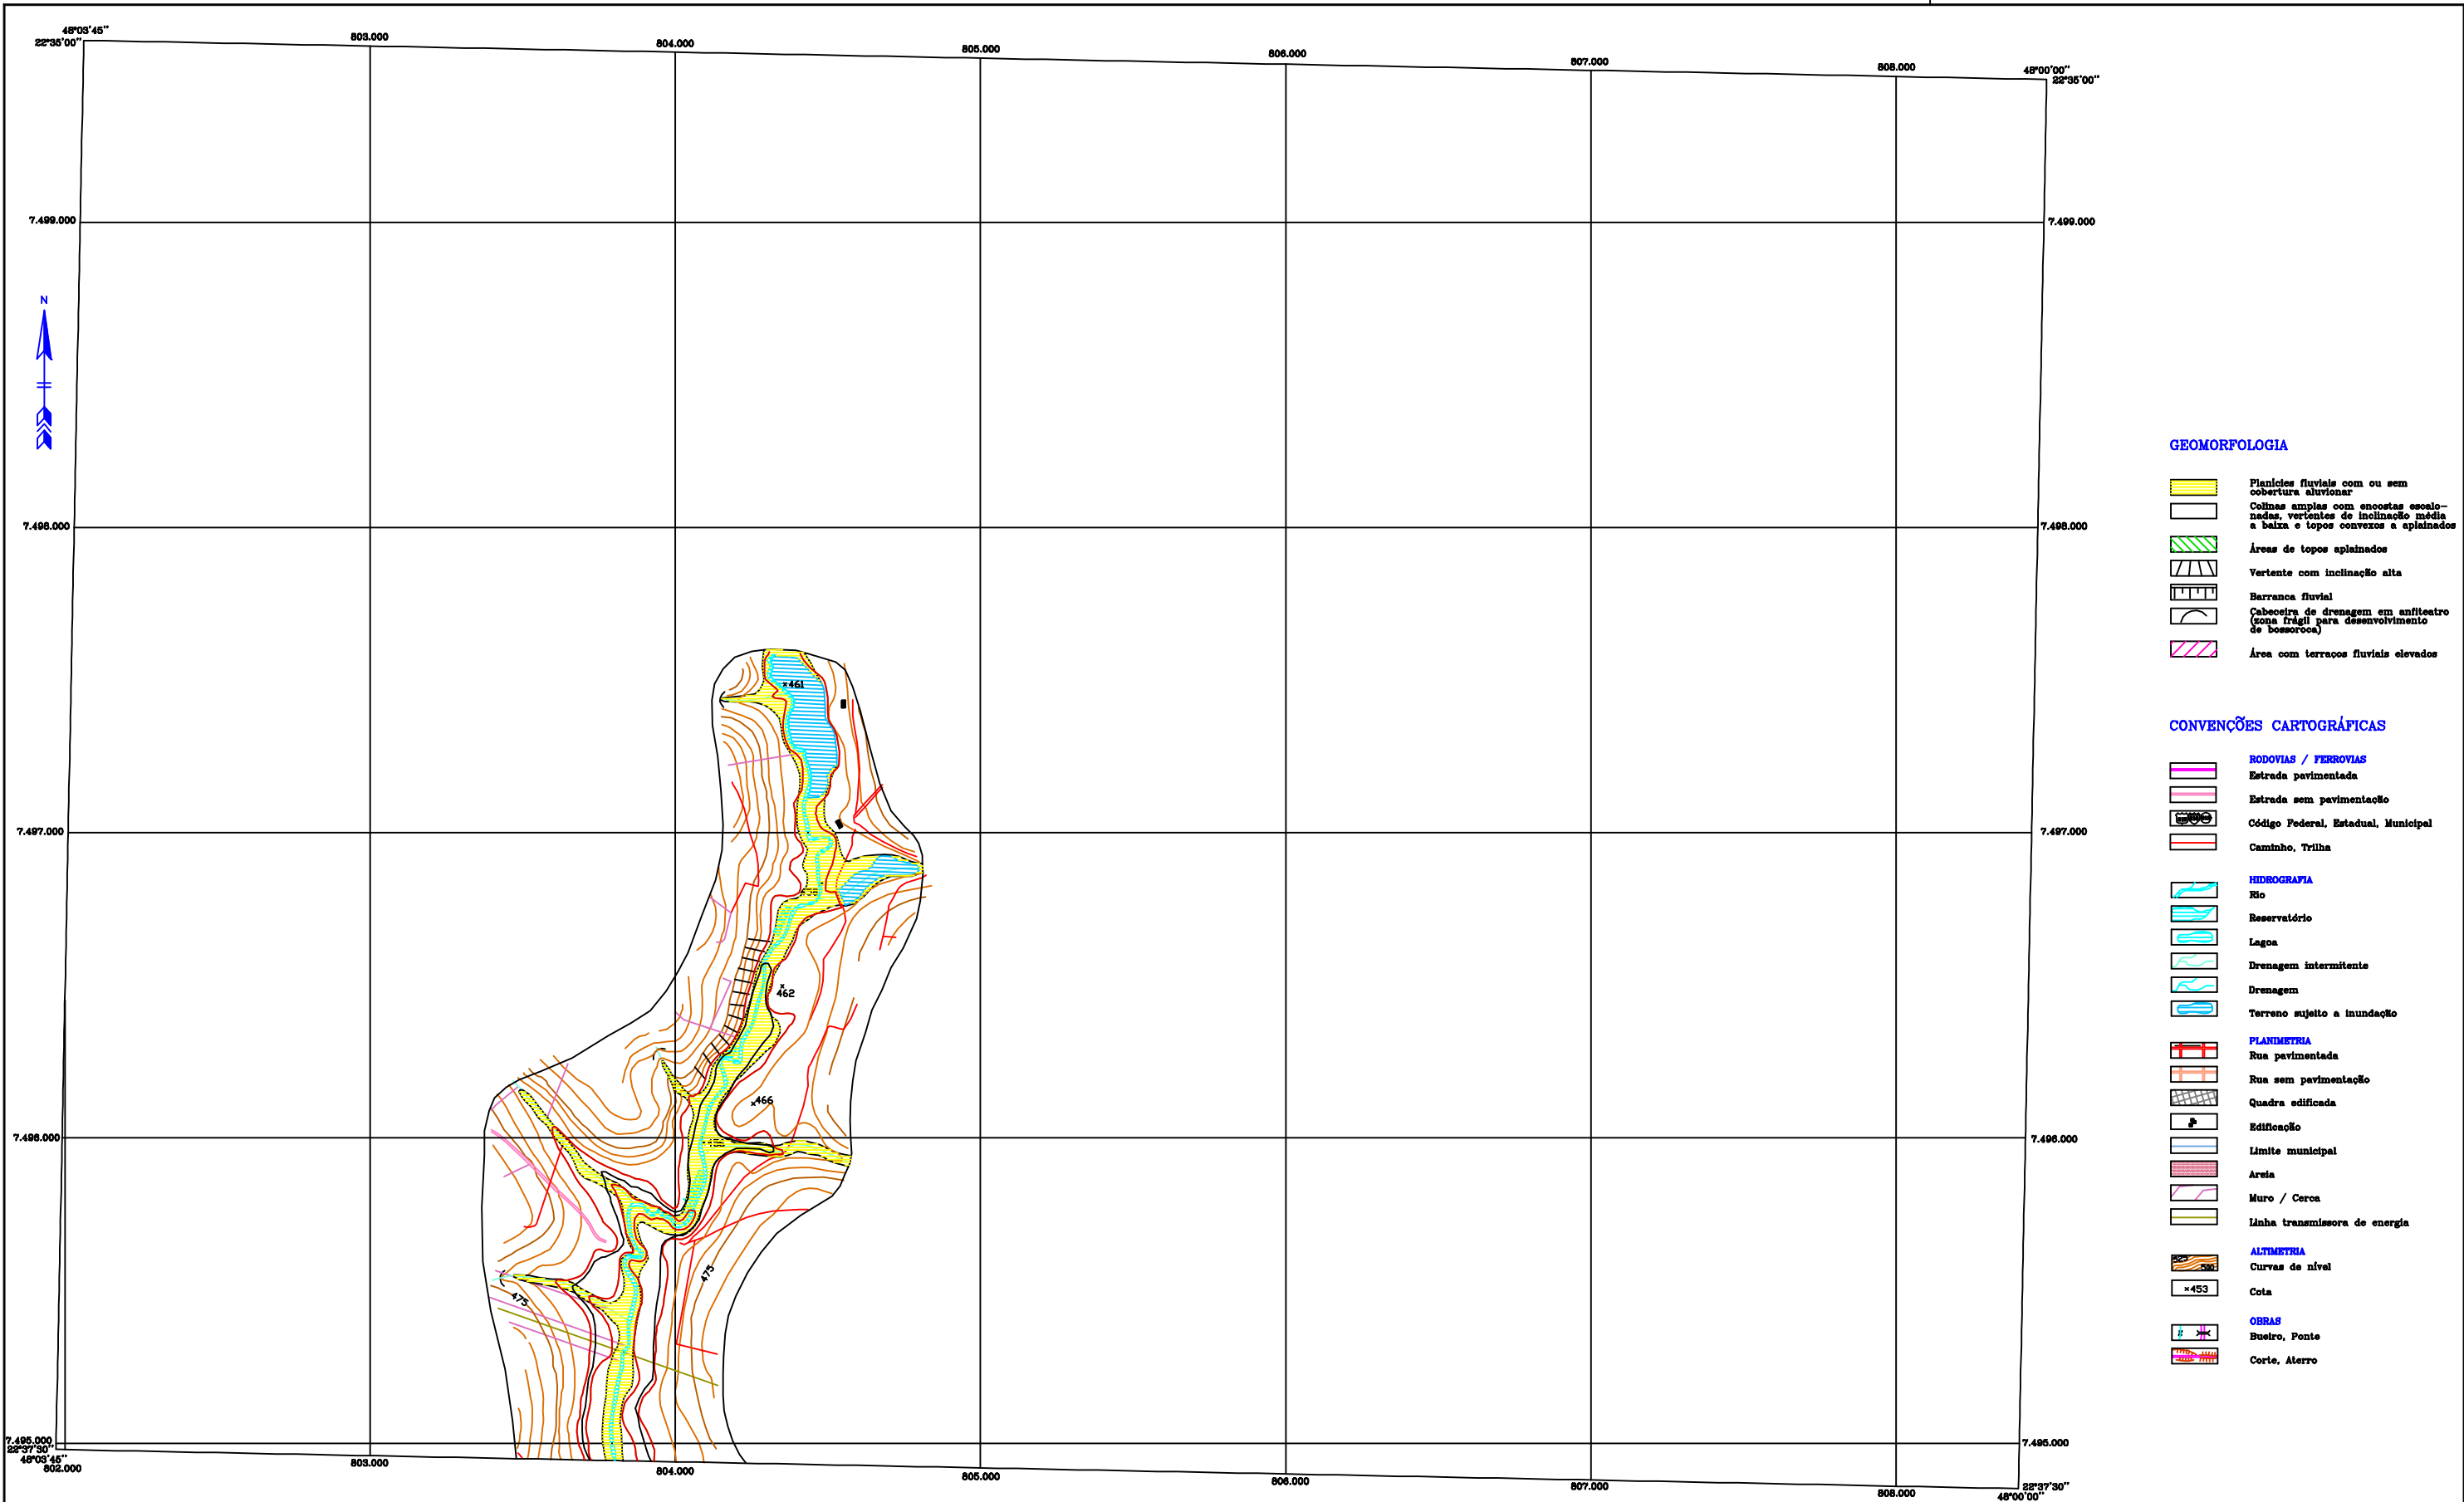 48°03'45"
22°35'00"
803.000
804.000
805.000
806.000
807.000
808.000
48°00'00"
22°35'00"
7.499.000
7.499.000
N
7.498.000
7.498.000
7.497.000
7.497.000
7.496.000
7.496.000
7.495.000
22°37'30"
48°03'45"
802.000
803.000
804.000
805.000
806.000
807.000
808.000
7.495.000
22°37'30"
48°00'00"
×461
×
462
×466
475
475
GEOMORFOLOGIA
Planícies fluviais com ou sem
cobertura aluvionar
Colinas amplas com encostas escalo-
nadas, vertentes de inclinação média
a baixa e topos convexos a aplainados
Áreas de topos aplainados
Vertente com inclinação alta
Barranca fluvial
Cabeceira de drenagem em anfiteatro
(zona frágil para desenvolvimento
de bossoroca)
Área com terraços fluviais elevados
CONVENÇÕES CARTOGRÁFICAS
RODOVIAS / FERROVIAS
Estrada pavimentada
Estrada sem pavimentação
Código Federal, Estadual, Municipal
Caminho, Trilha
HIDROGRAFIA
Rio
Reservatório
Lagoa
Drenagem intermitente
Drenagem
Terreno sujeito a inundação
PLANIMETRIA
Rua pavimentada
Rua sem pavimentação
Quadra edificada
Edificação
Limite municipal
Areia
Muro / Cerca
Linha transmissora de energia
ALTIMETRIA
525
500
Curvas de nível
×453
Cota
OBRAS
Bueiro, Ponte
Corte, Aterro